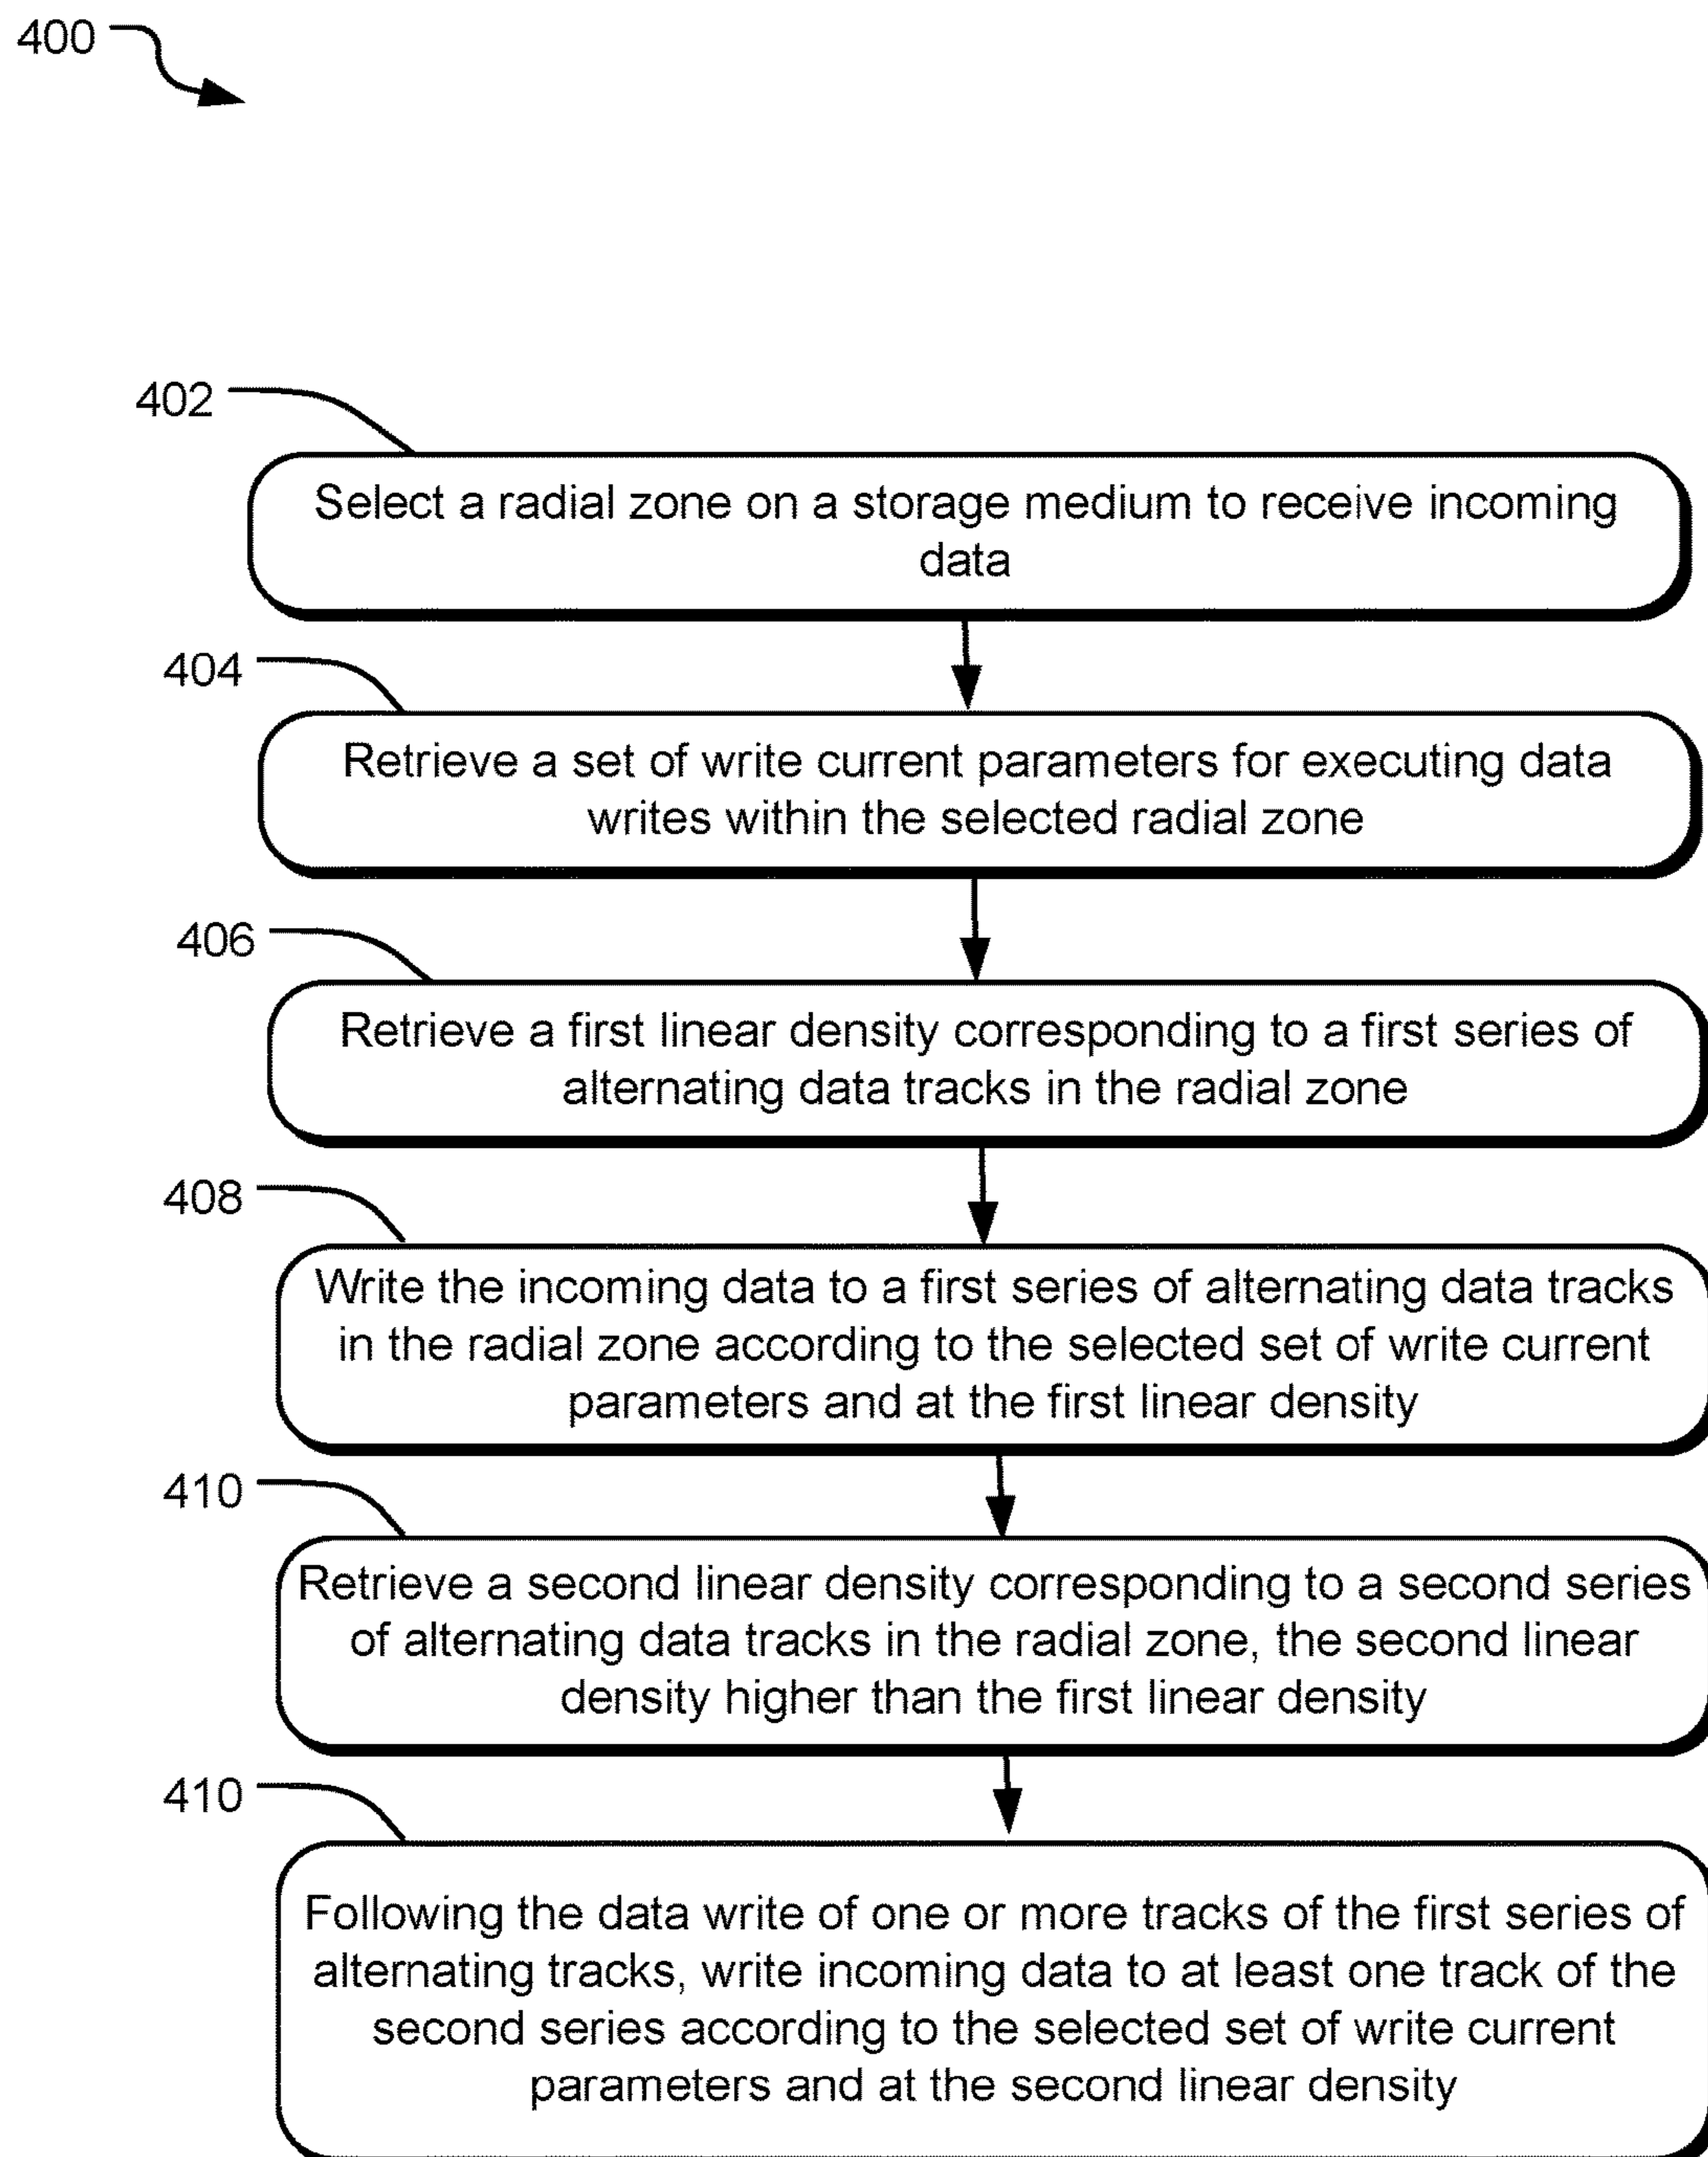 400
402
Select a radial zone on a storage medium to receive incoming
data
404
Retrieve a set of write current parameters for executing data
writes within the selected radial zone
406
Retrieve a first linear density corresponding to a first series of
alternating data tracks in the radial zone
408
Write the incoming data to a first series of alternating data tracks
in the radial zone according to the selected set of write current
parameters and at the first linear density
410
Retrieve a second linear density corresponding to a second series
of alternating data tracks in the radial zone, the second linear
density higher than the first linear density
410
Following the data write of one or more tracks of the first series of
alternating tracks, write incoming data to at least one track of the
second series according to the selected set of write current
parameters and at the second linear density